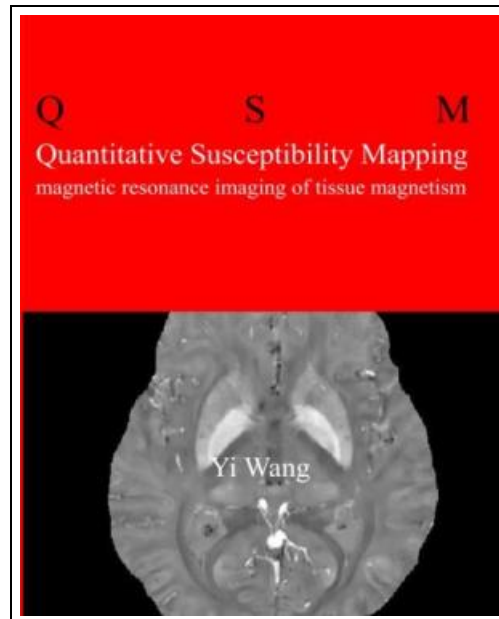 Q S M
Quantitative Susceptibility Mapping
magnetic resonance imaging of tissue magnetism
Yi Wang